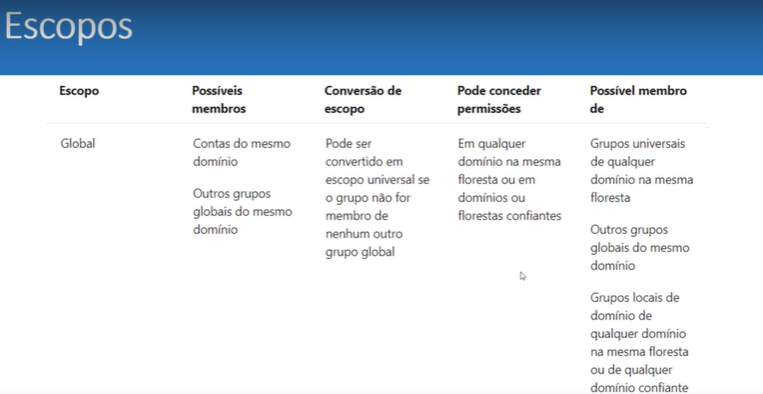 Escopos
Escopo
Possíveis
membros
Conversão de
escopo
Pode conceder
permissões
Possível membro
de
Global
Contas do mesmo
domínio
Outros grupos
globais do mesmo
domínio
Pode ser
convertido em
escopo universal se
o grupo não for
membro de
nenhum outro
grupo global
Em qualquer
domínio na mesma
floresta ou em
domínios ou
florestas confiantes
Grupos universais
de qualquer
domínio na mesma
floresta
Outros grupos
globais do mesmo
domínio
Grupos locais de
domínio de
qualquer domínio
na mesma floresta
ou de qualquer
domínio confiante